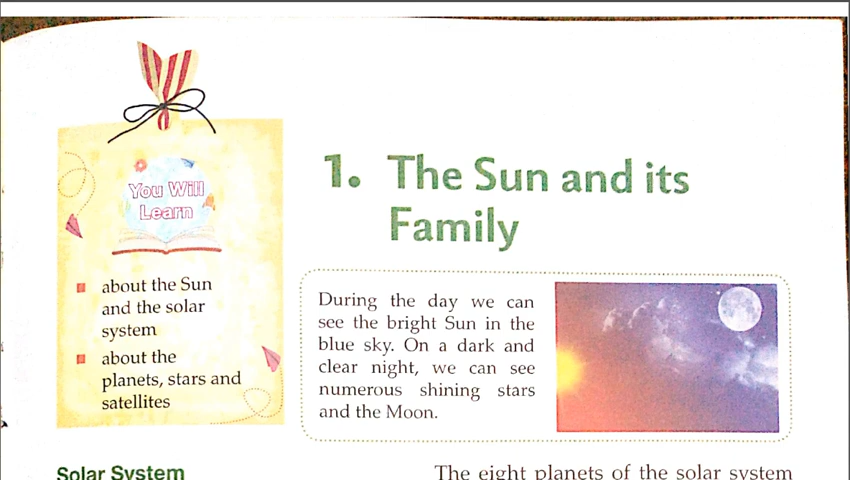 You Will
Learn
about the Sun
and the solar
system
about the
planets, stars and
satellites
1. The Sun and its
Family
During the day we can
see the bright Sun in the
blue sky. On a dark and
clear night, we can see
numerous shining stars
and the Moon.
Solar System
The eight planets of the solar system